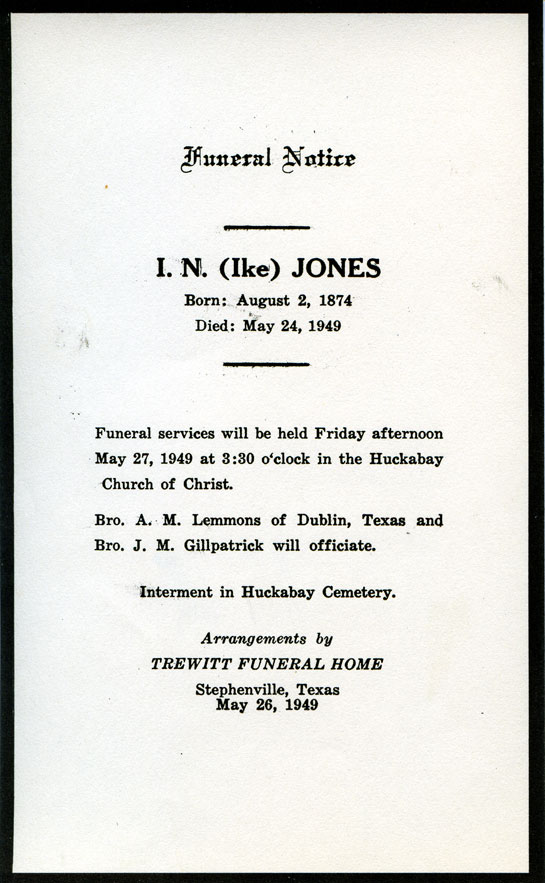 Funeral Notice
I. N. (Ike) JONES
Born: August 2, 1874
Died: May 24, 1949
Funeral services will be held Friday afternoon
May 27, 1949 at 3:30 o‘clock in the Huckabay
Church of Christ.
Bro. A. M. Lemmons of Dublin, Texas and
Bro. J. M. Gillpatrick will officiate.
Interment in Huckabay Cemetery.
Arrangements by
TREWITT FUNERAL HOME
Stephenville, Texas
May 26, 1949